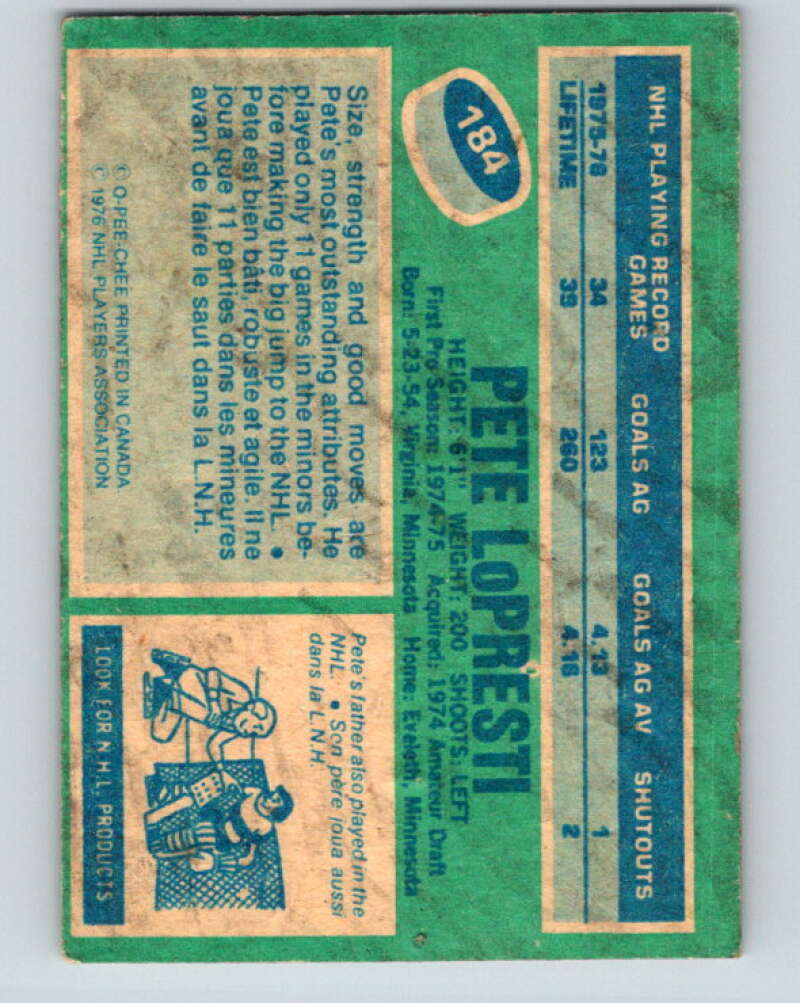 NHL PLAYING RECORD
GAMES GOALS AG GOALS AG AV SHUTOUTS
1975-76 34 123 4.13 1
LIFETIME 39 260 4.16 2
184
PETE LoPRESTI
HEIGHT: 6'1" WEIGHT: 200 SHOOTS: LEFT
First Pro Season: 1974-75 Acquired: 1974 Amateur Draft
Born: 5-23-54, Virginia, Minnesota Home: Eveleth, Minnesota
Size, strength and good moves are
Pete's most outstanding attributes. He
played only 11 games in the minors be-
fore making the big jump to the NHL. •
Pete est bien bâti, robuste et agile. Il ne
joua que 11 parties dans les mineures
avant de faire le saut dans la L.N.H.
© O-PEE-CHEE PRINTED IN CANADA.
© 1976 NHL PLAYERS ASSOCIATION
Pete's father also played in the
NHL. • Son père joua aussi
dans la L.N.H.
LOOK FOR N.H.L. PRODUCTS